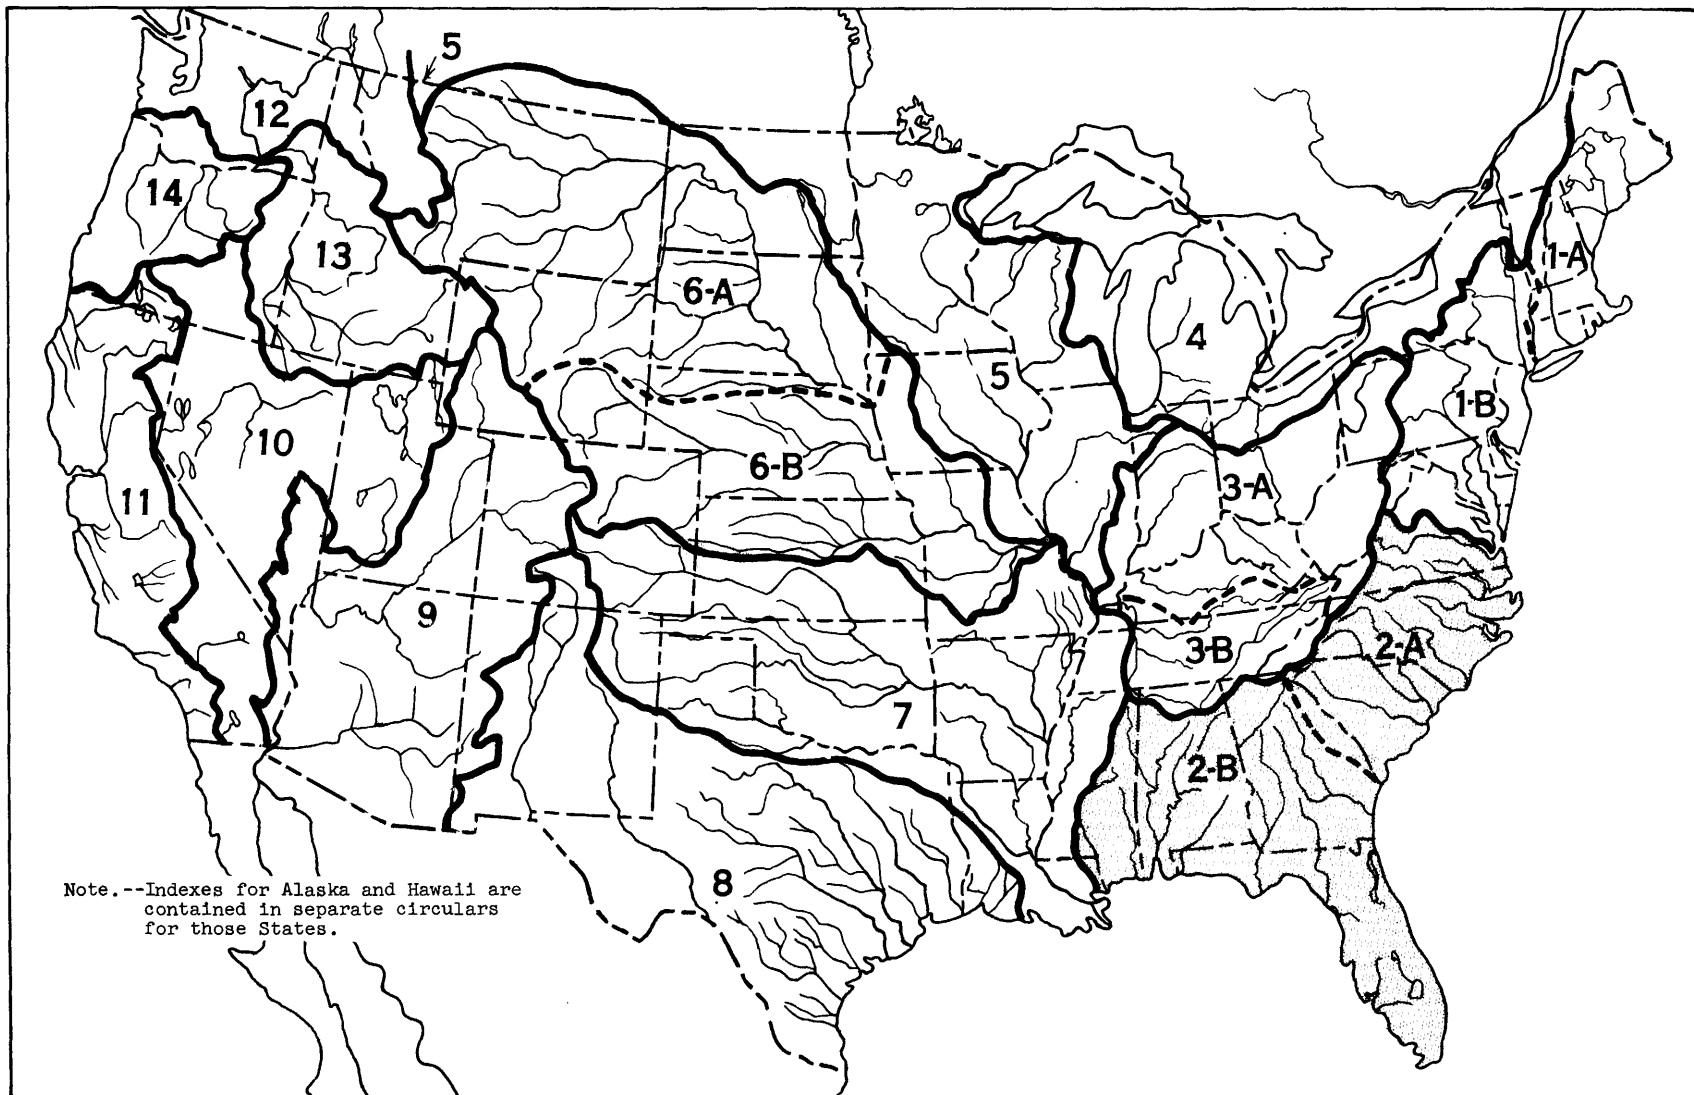 5
12
14
13
1-A
6-A
4
5
1-B
10
6-B
3-A
11
9
3-B
2-A
7
2-B
8
Note.--Indexes for Alaska and Hawaii are
contained in separate circulars
for those States.